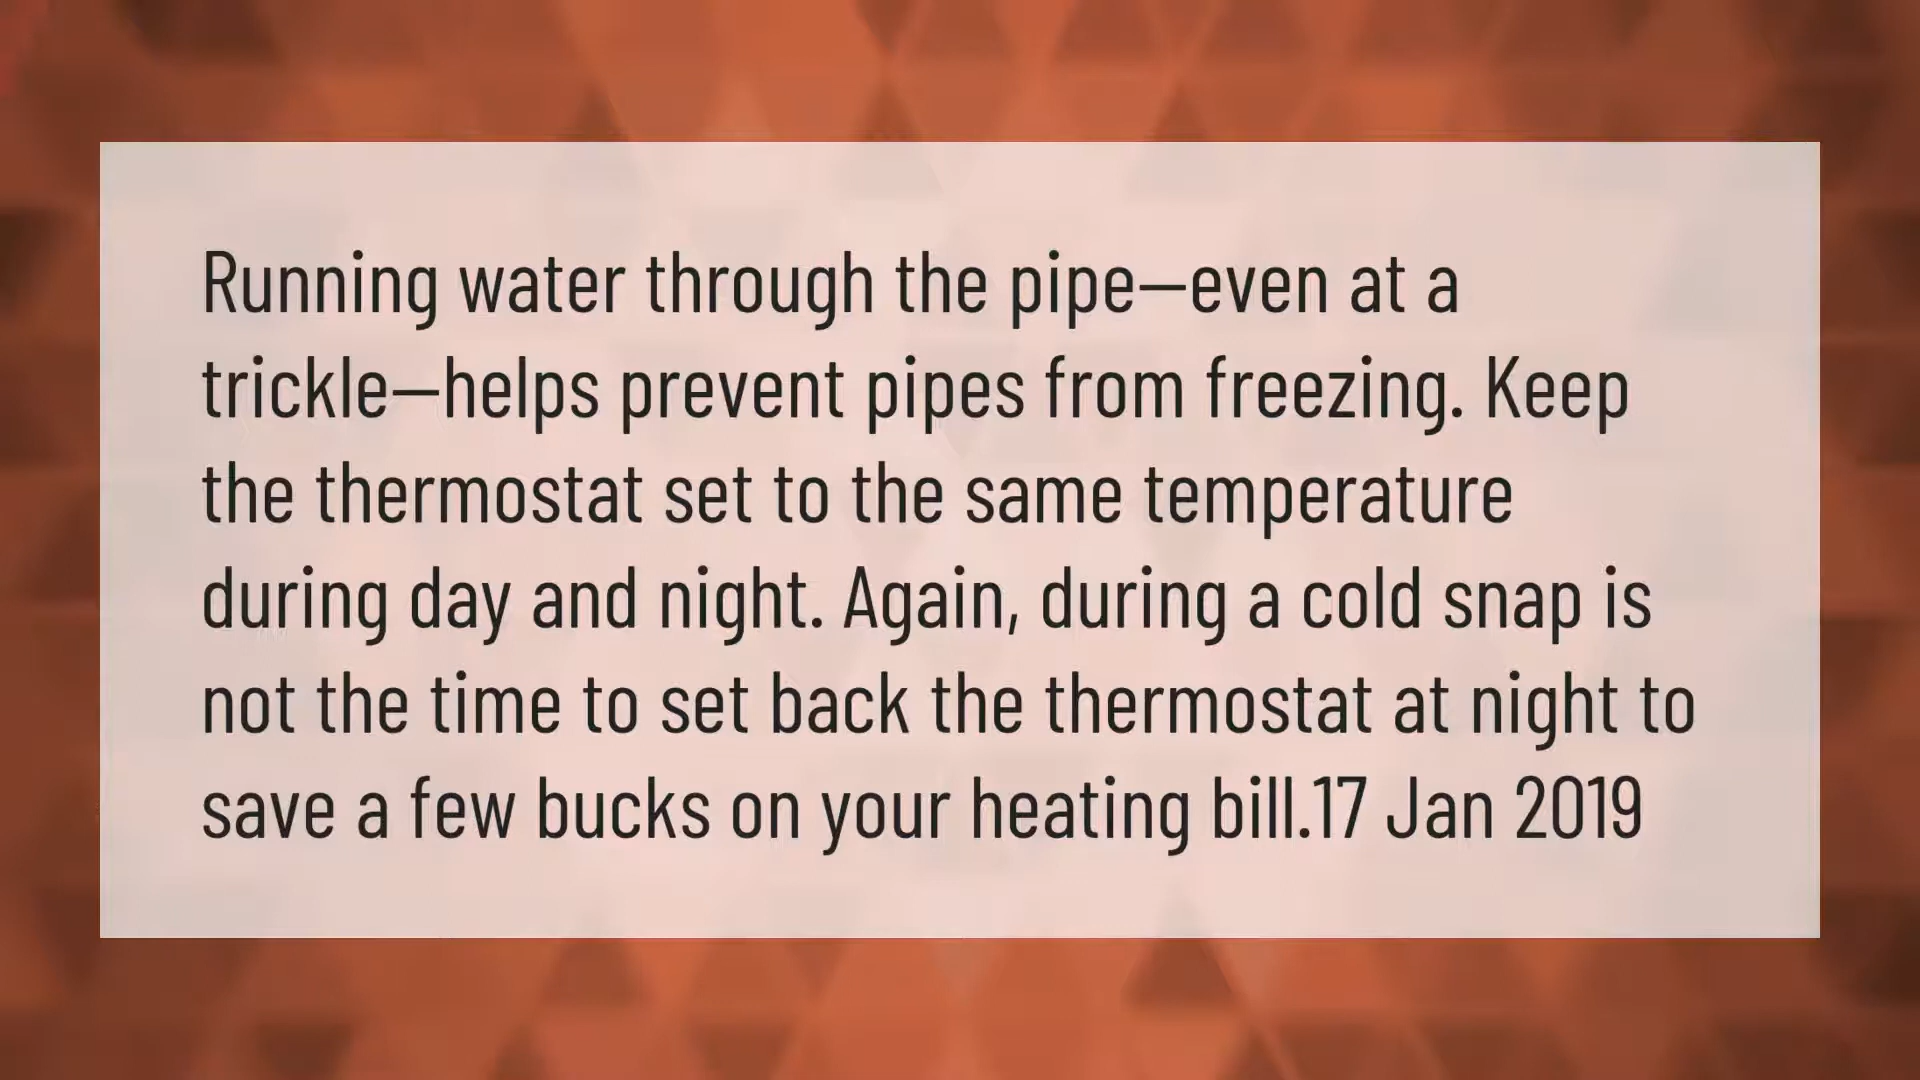 Running water through the pipe—even at a
trickle—helps prevent pipes from freezing. Keep
the thermostat set to the same temperature
during day and night. Again, during a cold snap is
not the time to set back the thermostat at night to
save a few bucks on your heating bill.17 Jan 2019